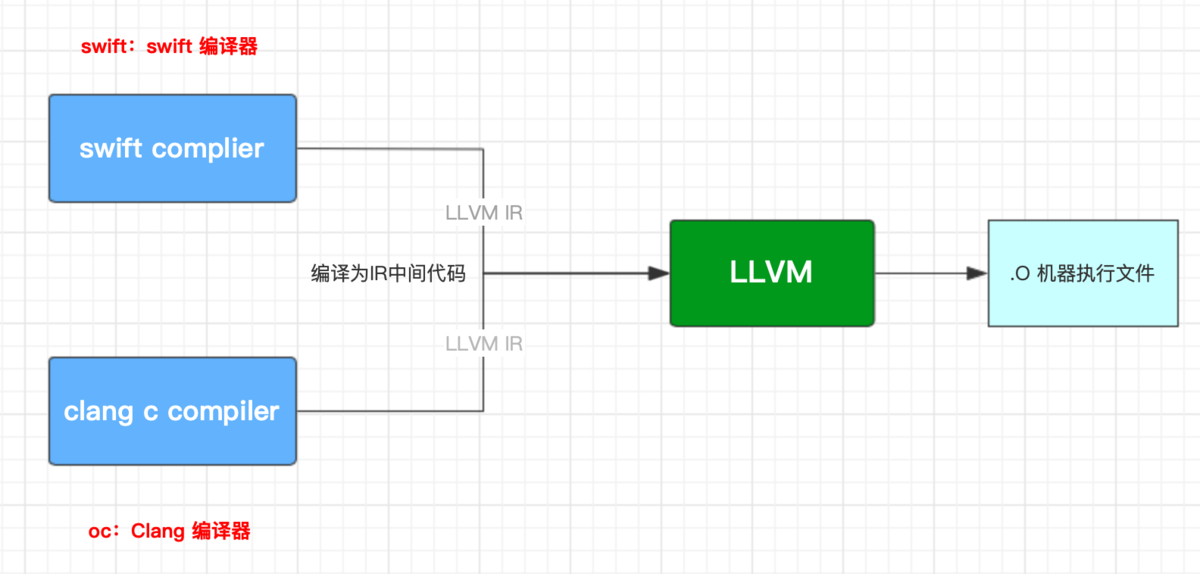 swift：swift 编译器
swift complier
LLVM IR
编译为IR中间代码
LLVM
.O 机器执行文件
LLVM IR
clang c compiler
oc：Clang 编译器